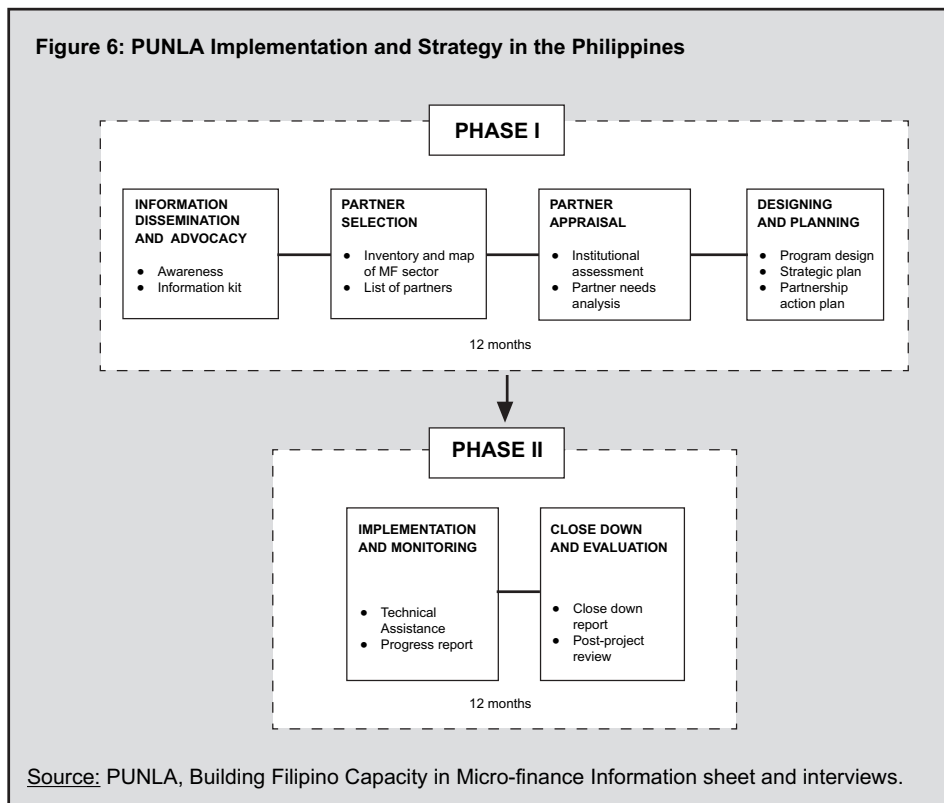 Figure 6: PUNLA Implementation and Strategy in the Philippines
PHASE I
INFORMATION
DISSEMINATION
AND ADVOCACY
● Awareness
● Information kit
PARTNER
SELECTION
● Inventory and map
of MF sector
● List of partners
PARTNER
APPRAISAL
● Institutional
assessment
● Partner needs
analysis
DESIGNING
AND PLANNING
● Program design
● Strategic plan
● Partnership
action plan
12 months
PHASE II
IMPLEMENTATION
AND MONITORING
● Technical
Assistance
● Progress report
CLOSE DOWN
AND EVALUATION
● Close down
report
● Post-project
review
12 months
Source: PUNLA, Building Filipino Capacity in Micro-finance Information sheet and interviews.